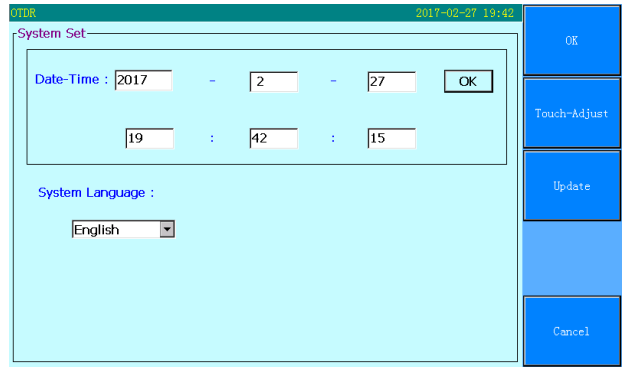 OTDR 2017-02-27 19:42
System Set
Date-Time : 2017 - 2 - 27 OK
19 : 42 : 15
System Language :
English
OK
Touch-Adjust
Update
Cancel